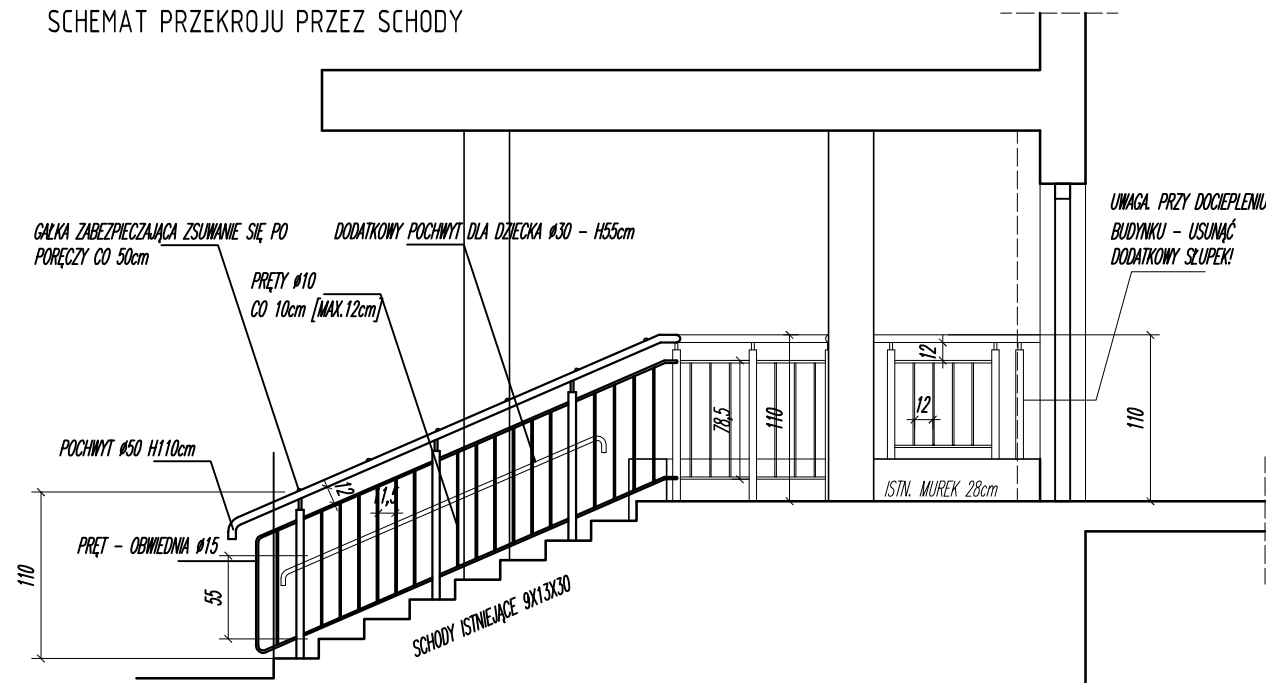 SCHEMAT PRZEKROJU PRZEZ SCHODY
GAŁKA ZABEZPIECZAJĄCA ZSUWANIE SIĘ PO
PORĘCZY CO 50cm
DODATKOWY POCHWYT DLA DZIECKA ø30 - H55cm
PRĘTY ø10
CO 10cm [MAX.12cm]
UWAGA. PRZY DOCIEPLENIU
BUDYNKU - USUNĄĆ
DODATKOWY SŁUPEK!
POCHWYT ø50 H110cm
PRĘT - OBWIEDNIA ø15
110
55
12
11,5
78,5
110
12
12
110
ISTN. MUREK 28cm
SCHODY ISTNIEJĄCE 9X13X30